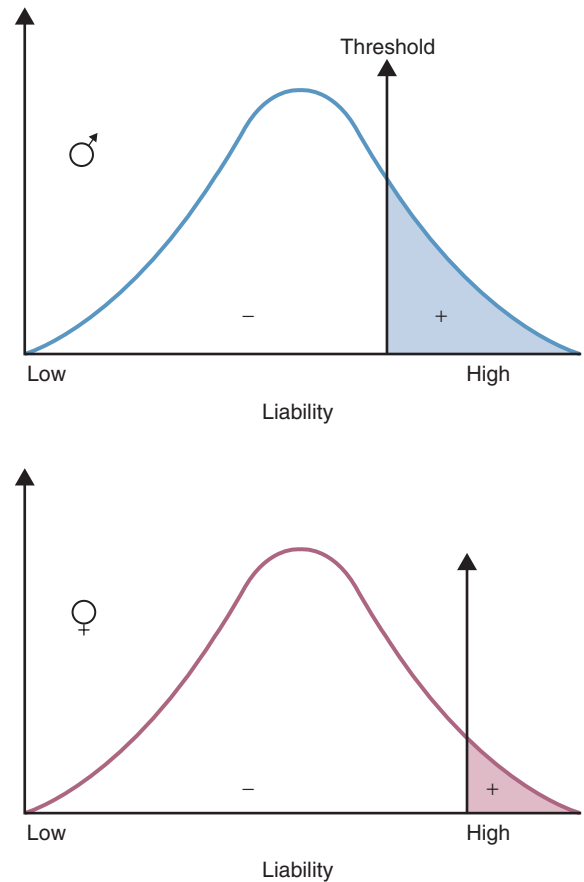 Threshold
♂
− +
Low High
Liability
♀
− +
Low High
Liability